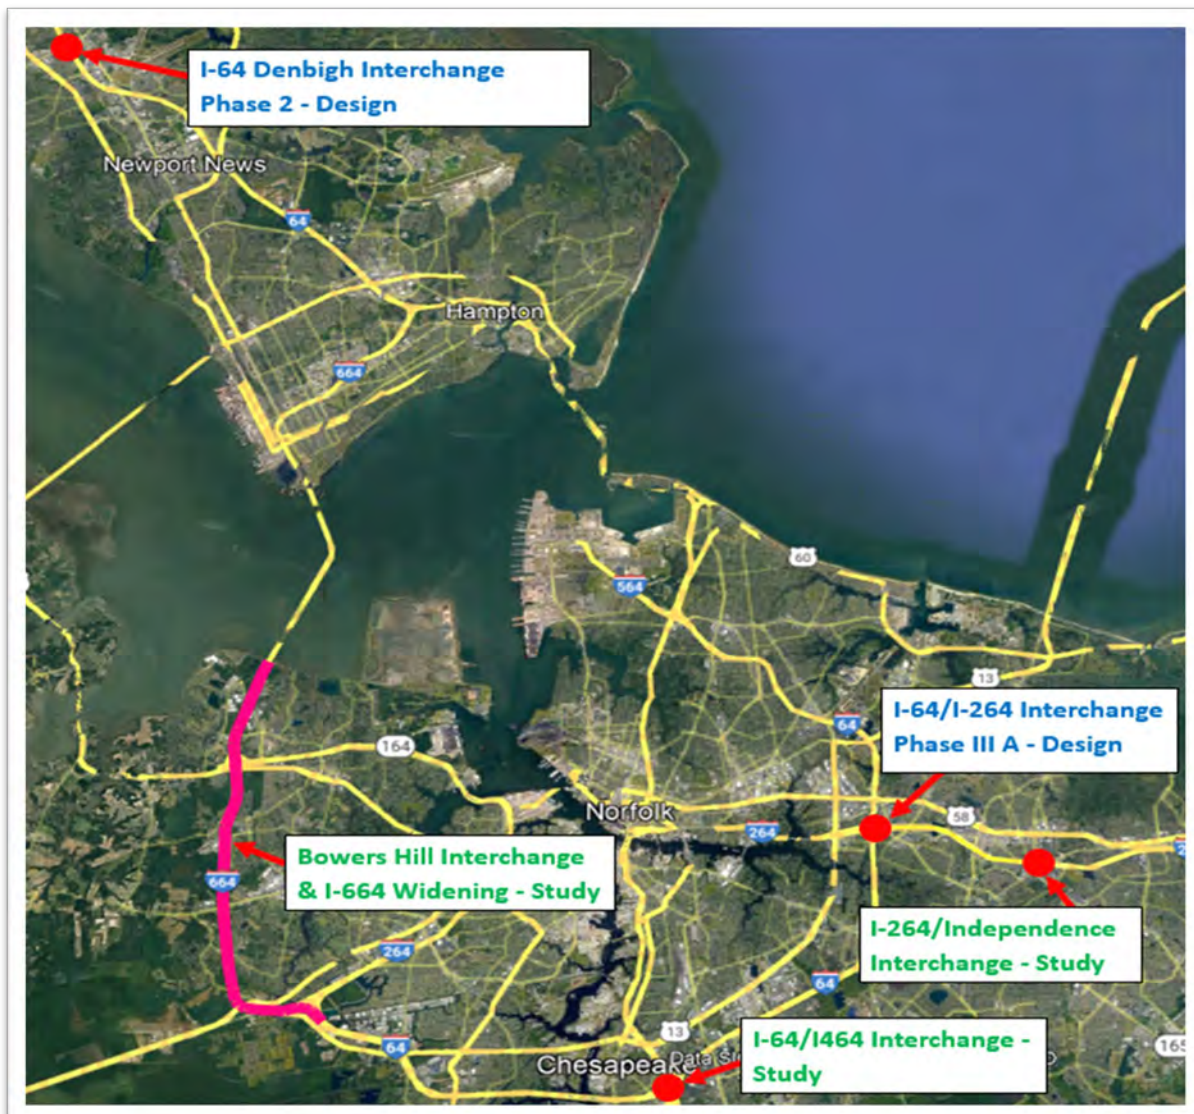 I-64 Denbigh Interchange
Phase 2 - Design
Newport News
64
Hampton
664
60
564
13
I-64/I-264 Interchange
Phase III A - Design
64
164
Norfolk
58
264
Bowers Hill Interchange
& I-664 Widening - Study
664
I-264/Independence
Interchange - Study
264
64
13
I-64/I464 Interchange -
Study
64
Chesapeake
Data
165